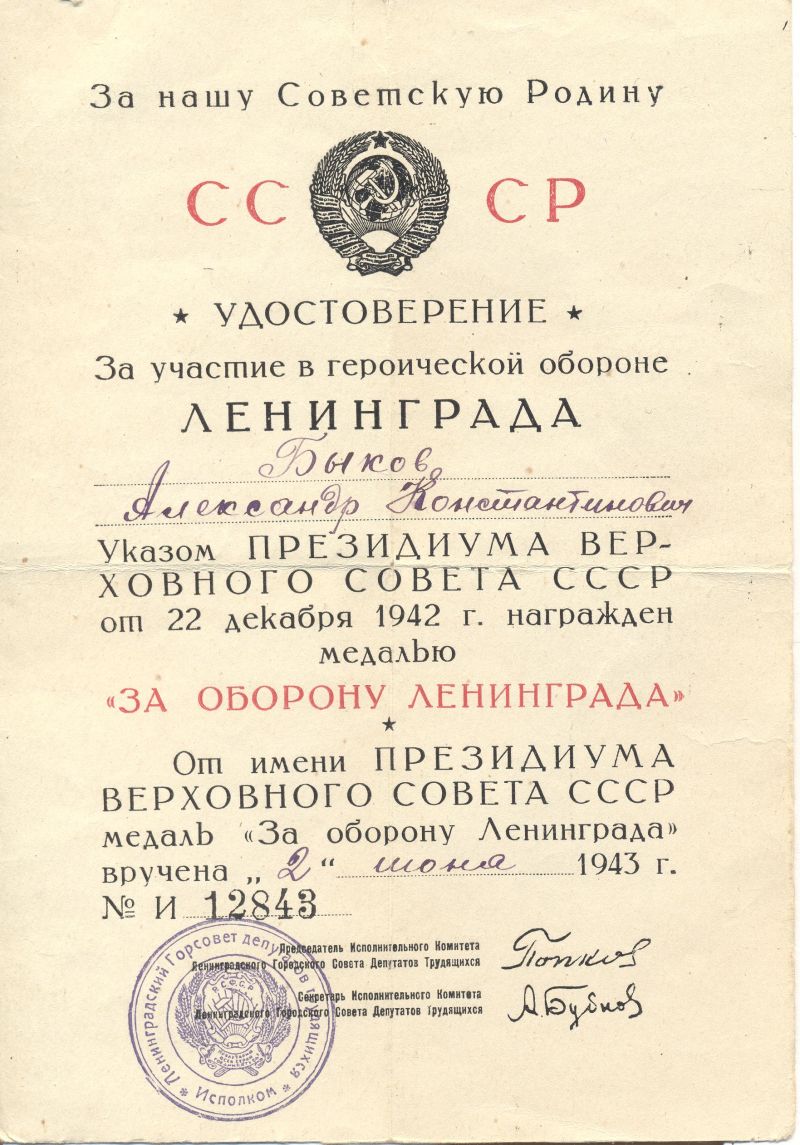 За нашу Советскую Родину
СССР
★ УДОСТОВЕРЕНИЕ ★
За участие в героической обороне
ЛЕНИНГРАДА
Быков
Александр Константинович
Указом ПРЕЗИДИУМА ВЕР-
ХОВНОГО СОВЕТА СССР
от 22 декабря 1942 г. награжден
медалью
«ЗА ОБОРОНУ ЛЕНИНГРАДА»
★
От имени ПРЕЗИДИУМА
ВЕРХОВНОГО СОВЕТА СССР
медаль «За оборону Ленинграда»
вручена „2“ июня 1943 г.
№ И 12843
Председатель Исполнительного Комитета
Ленинградского Городского Совета Депутатов Трудящихся
Попков
Секретарь Исполнительного Комитета
Ленинградского Городского Совета Депутатов Трудящихся
А.Бубнов
Ленинградский Горсовет депутатов трудящихся
★ Исполком ★
Р.С.Ф.С.Р